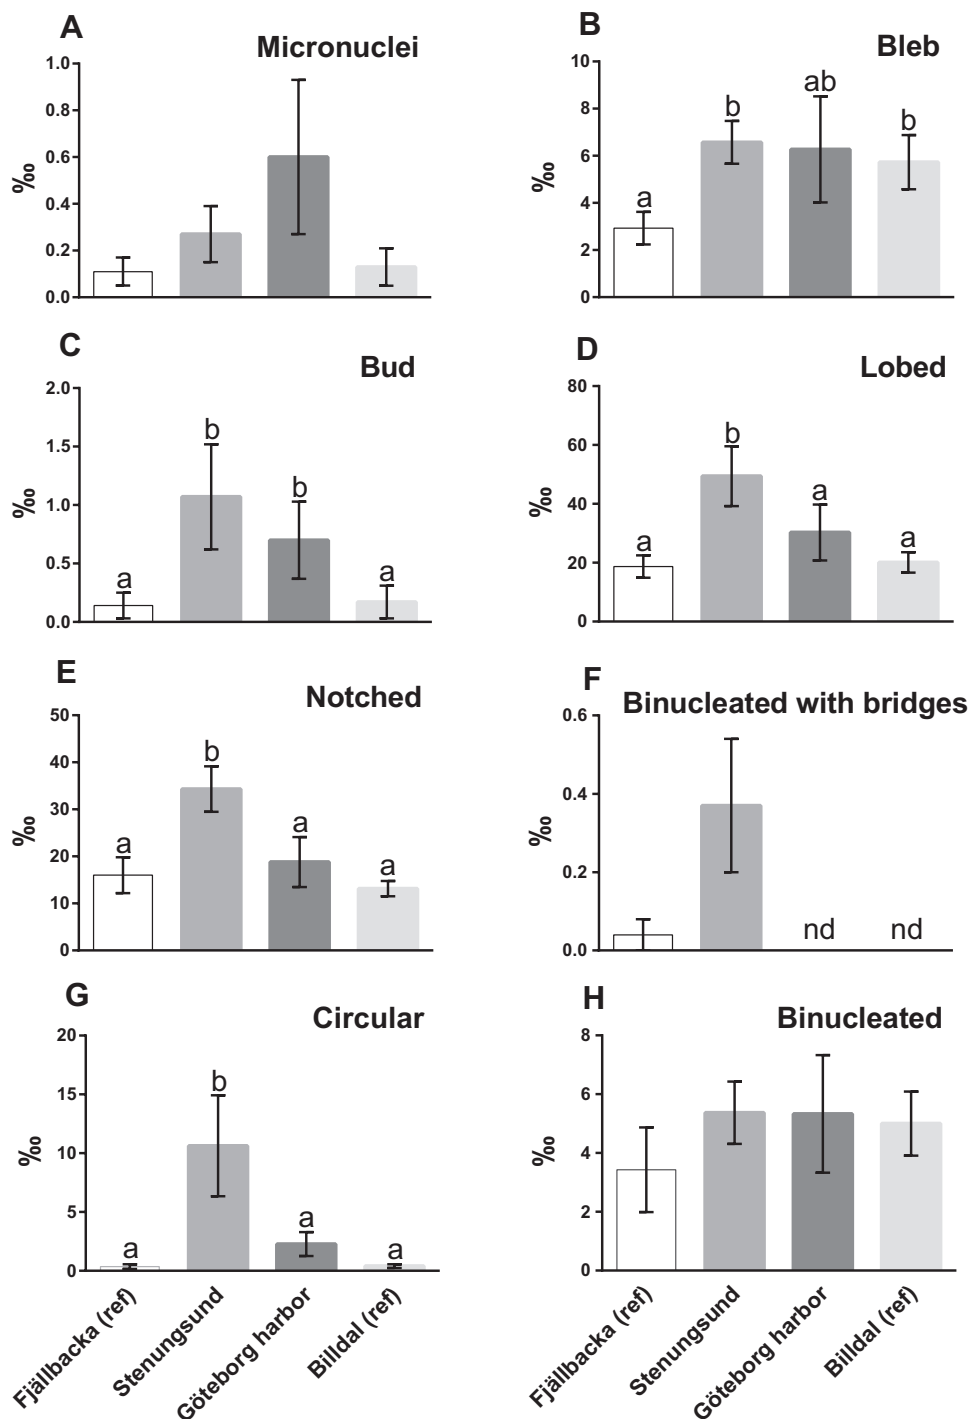 A
Micronuclei
1.0
0.8
0.6
0.4
0.2
0.0
‰
B
Bleb
10
8
6
4
2
0
‰
a
b
ab
b
C
Bud
2.0
1.5
1.0
0.5
0.0
‰
a
b
b
a
D
Lobed
80
60
40
20
0
‰
a
b
a
a
E
Notched
50
40
30
20
10
0
‰
a
b
a
a
F
Binucleated with bridges
0.6
0.4
0.2
0.0
‰
nd
nd
G
Circular
20
15
10
5
0
‰
a
b
a
a
Fjällbacka (ref)
Stenungsund
Göteborg harbor
Billdal (ref)
H
Binucleated
8
6
4
2
0
‰
Fjällbacka (ref)
Stenungsund
Göteborg harbor
Billdal (ref)